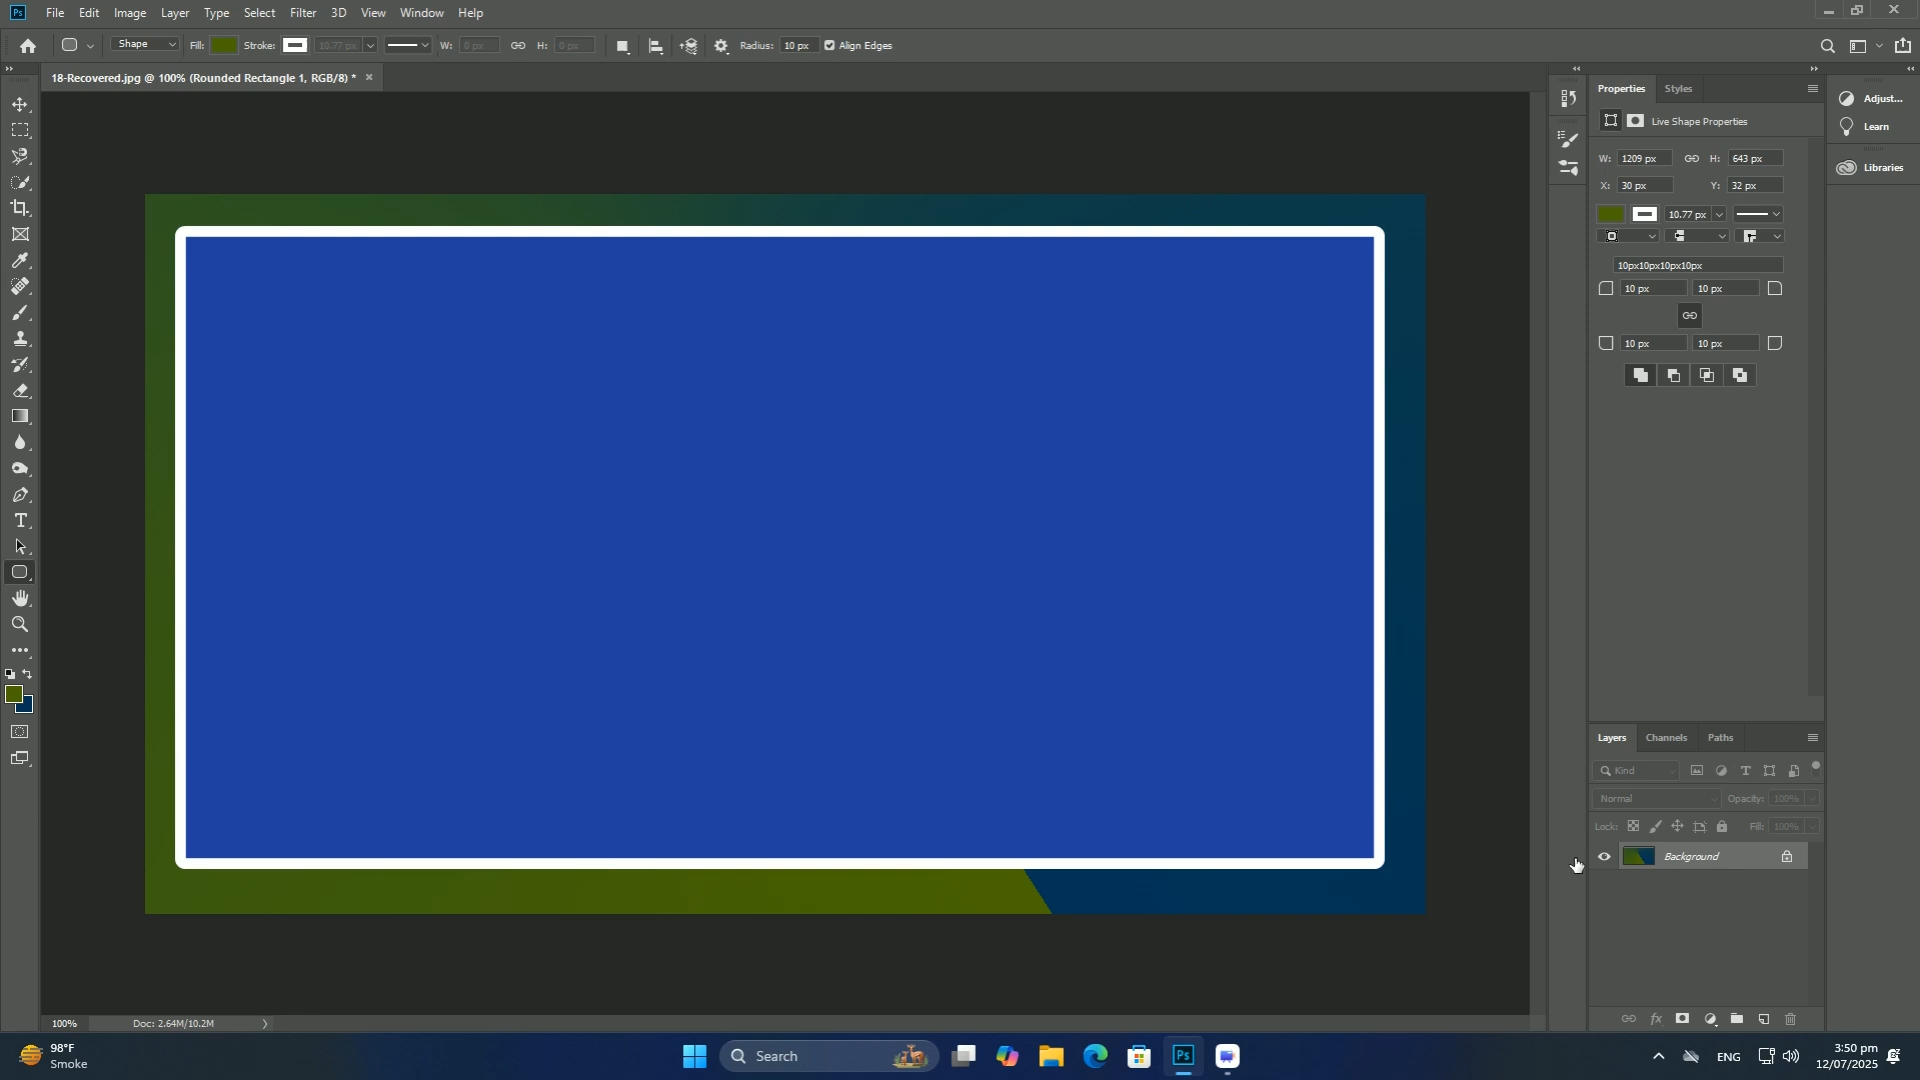 Ps File Edit Image Layer Type Select Filter 3D View Window Help
Shape Fill: Stroke: 10.77 px W: 0 px H: 0 px Radius: 10 px Align Edges
18-Recovered.jpg @ 100% (Rounded Rectangle 1, RGB/8) * ×
Properties Styles
Live Shape Properties
W: 1209 px H: 643 px
X: 30 px Y: 32 px
10.77 px
10px10px10px10px
10 px 10 px
10 px 10 px
Adjust...
Learn
Libraries
Layers Channels Paths
Kind
Normal Opacity: 100%
Lock: Fill: 100%
Background
fx
100% Doc: 2.64M/10.2M
98°F
Smoke
Search
Ps
ENG
3:50 pm
12/07/2025